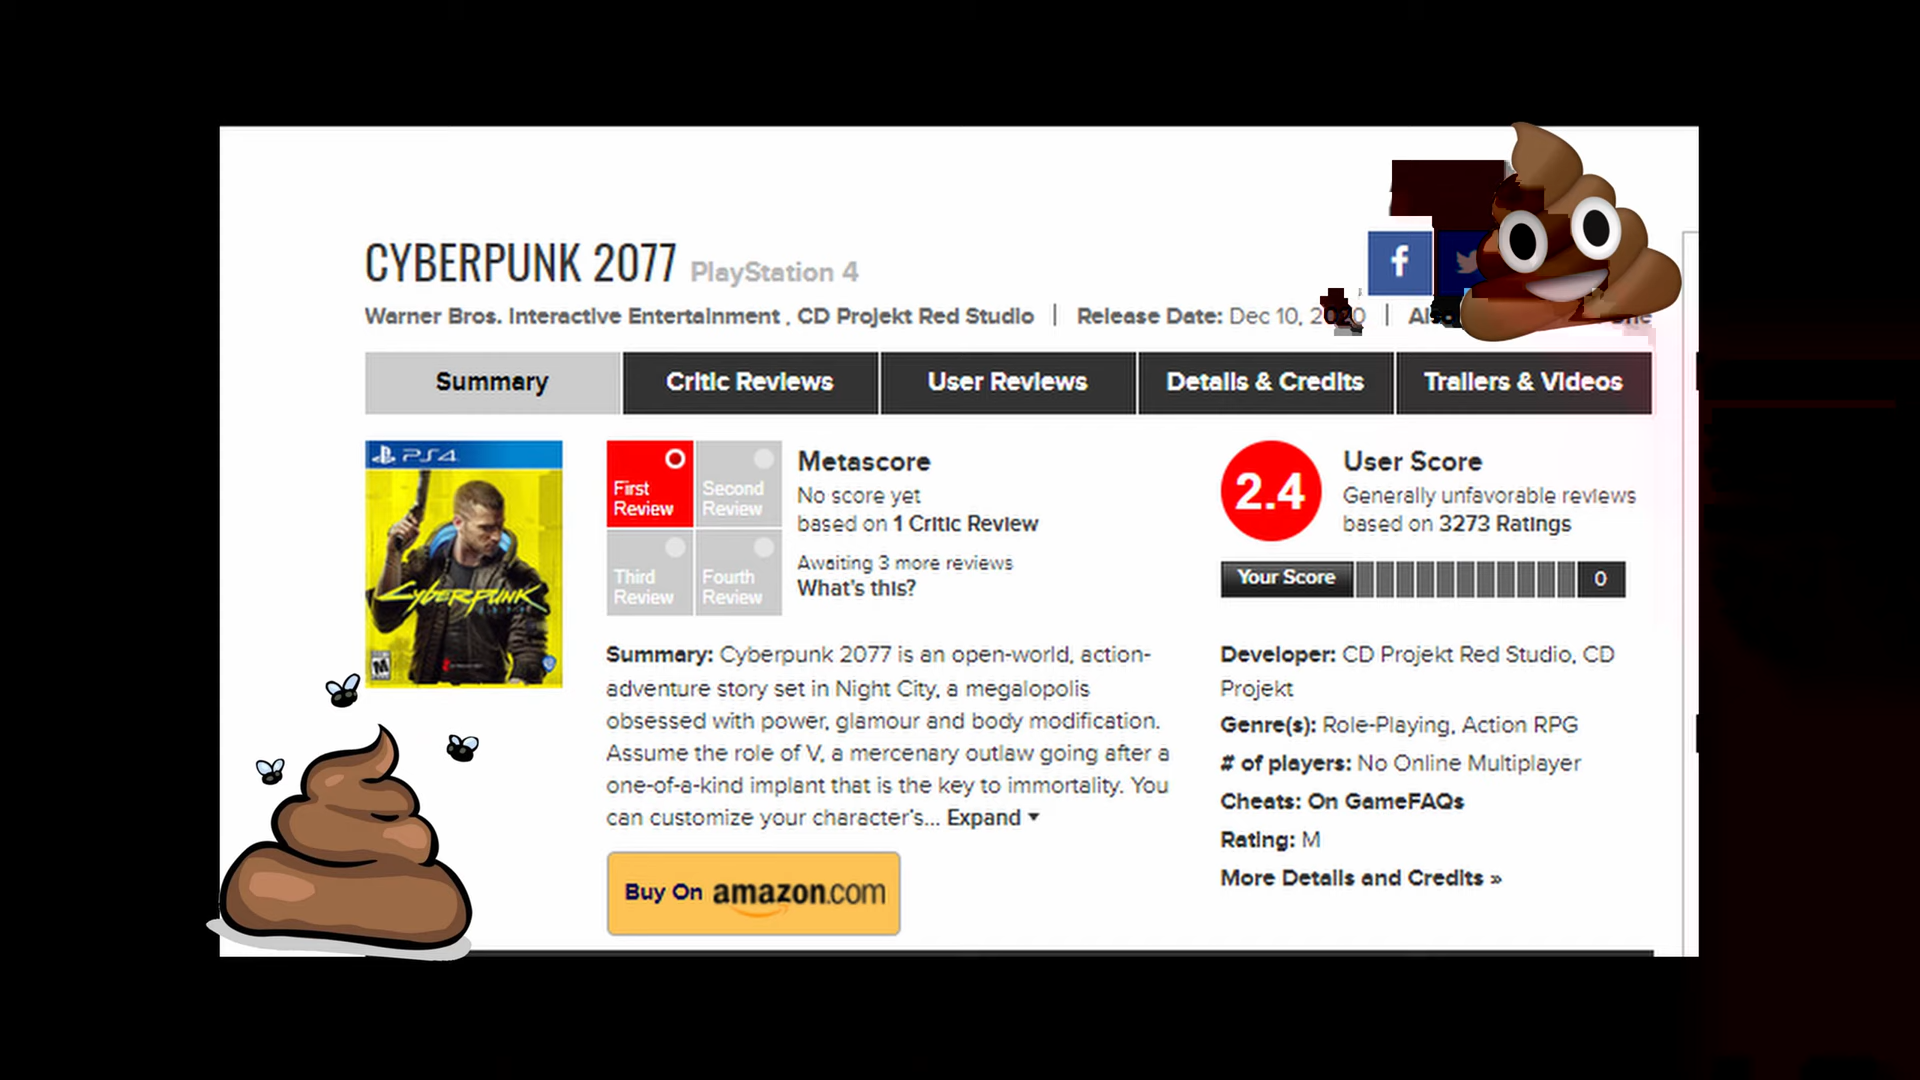 CYBERPUNK 2077 PlayStation 4
Warner Bros. Interactive Entertainment , CD Projekt Red Studio | Release Date: Dec 10, 2020 |
Summary
Critic Reviews
User Reviews
Details & Credits
Trailers & Videos
PS4
CYBERPUNK
M
First Review
Second Review
Third Review
Fourth Review
Metascore
No score yet
based on 1 Critic Review
Awaiting 3 more reviews
What's this?
2.4
User Score
Generally unfavorable reviews
based on 3273 Ratings
Your Score 0
Summary: Cyberpunk 2077 is an open-world, action-
adventure story set in Night City, a megalopolis
obsessed with power, glamour and body modification.
Assume the role of V, a mercenary outlaw going after a
one-of-a-kind implant that is the key to immortality. You
can customize your character's... Expand
Buy On amazon.com
Developer: CD Projekt Red Studio, CD
Projekt
Genre(s): Role-Playing, Action RPG
# of players: No Online Multiplayer
Cheats: On GameFAQs
Rating: M
More Details and Credits »